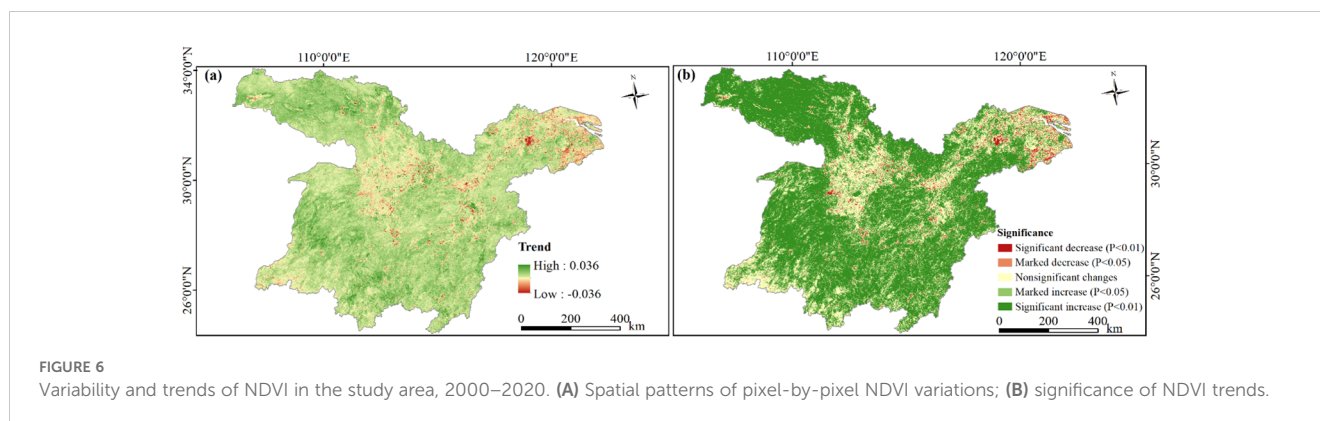 110°0'0"E
120°0'0"E
110°0'0"E
120°0'0"E
(a)
N
(b)
N
34°0'0"N
30°0'0"N
26°0'0"N
30°0'0"N
26°0'0"N
Trend
High : 0.036
Low : -0.036
0 200 400
km
Significance
Significant decrease (P<0.01)
Marked decrease (P<0.05)
Nonsignificant changes
Marked increase (P<0.05)
Significant increase (P<0.01)
0 200 400
km
FIGURE 6
Variability and trends of NDVI in the study area, 2000–2020. (A) Spatial patterns of pixel-by-pixel NDVI variations; (B) significance of NDVI trends.